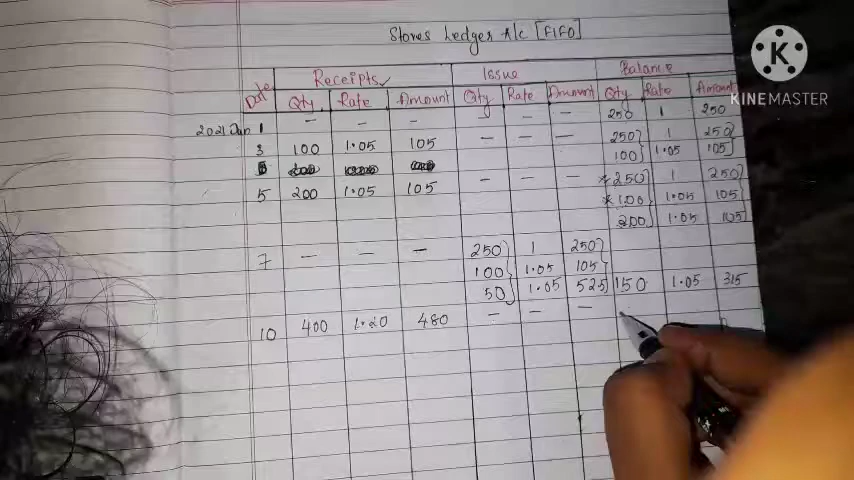 Stores Ledger A/c [FIFO]
Date Receipts Issue Balance
Qty Rate Amount Qty Rate Amount Qty Rate Amount
2021 Jan 1 – – – 250 1 250
3 100 1.05 105 – – – 250 1 250
100 1.05 105
5 200 1.05 105 – – – *250 1 250
*100 1.05 105
200 1.05 105
7 – – – 250 1 250
100 1.05 105
50 1.05 525 150 1.05 315
10 400 1.20 480 – – –
K
KINEMASTER